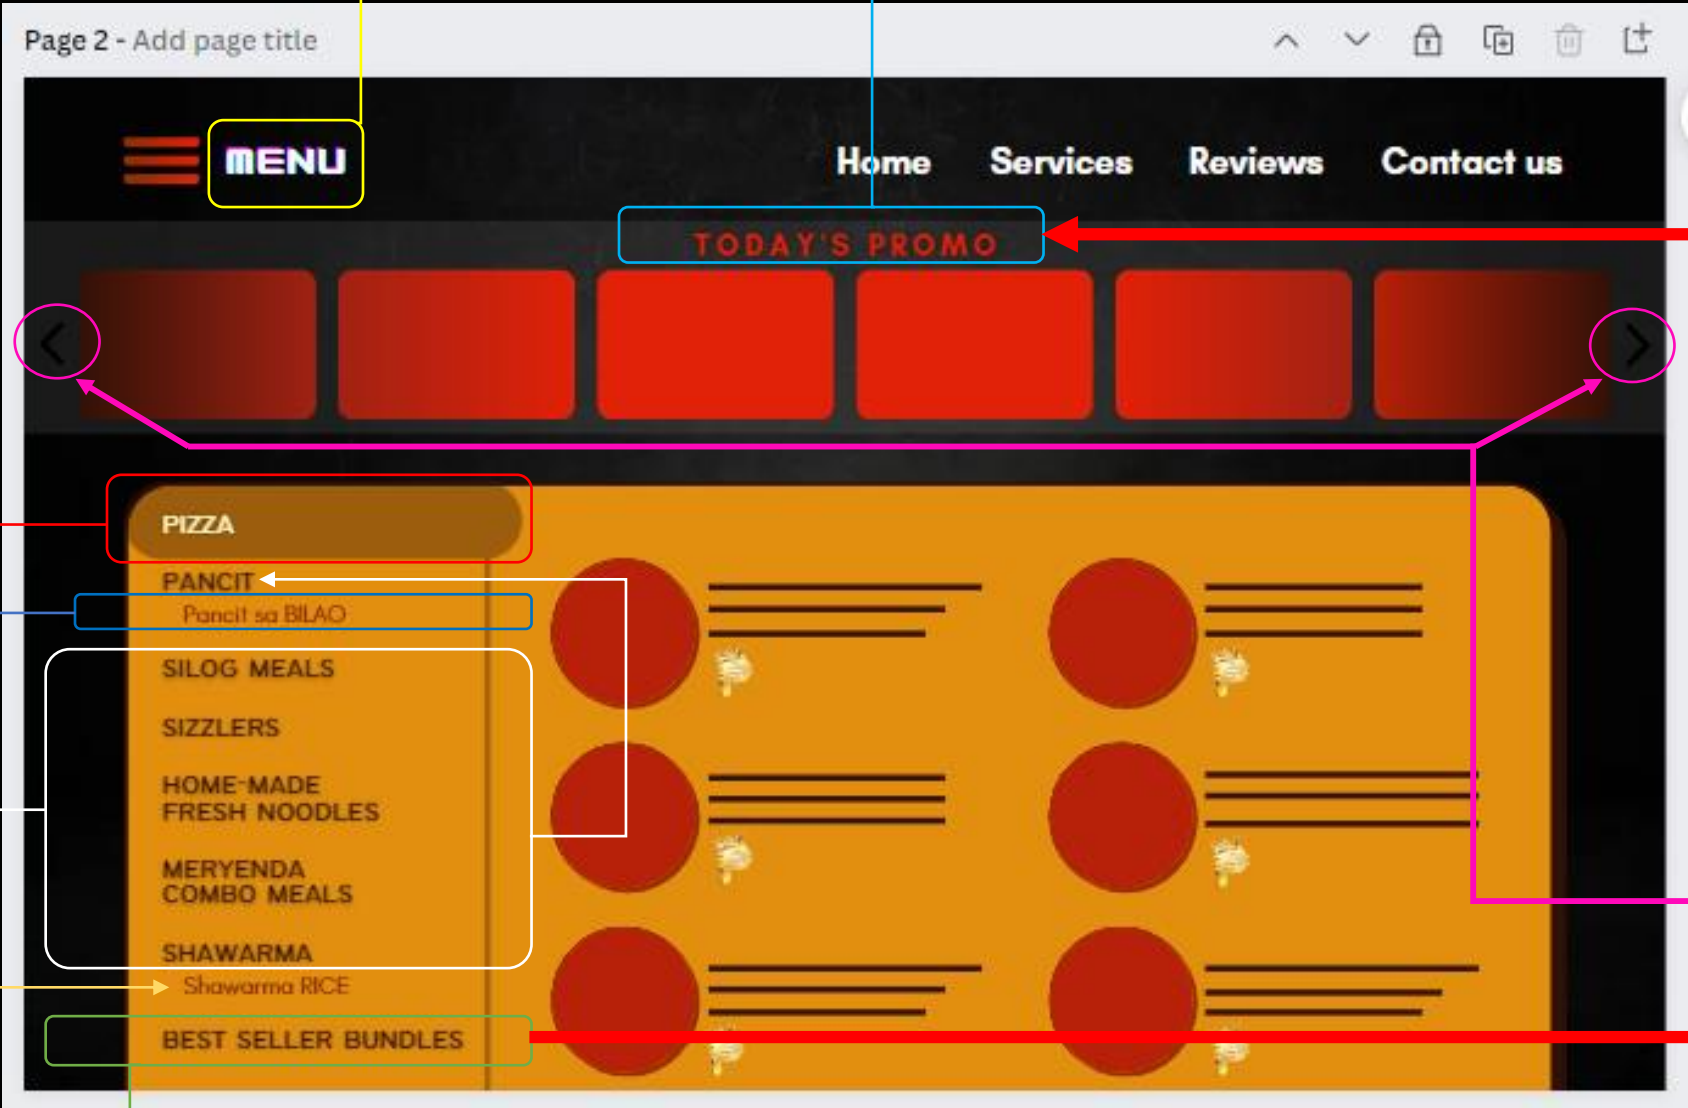 Page 2 - Add page title
MENU
Home Services Reviews Contact us
TODAY'S PROMO
PIZZA
PANCIT
Pancit sa BILAO
SILOG MEALS
SIZZLERS
HOME-MADE
FRESH NOODLES
MERYENDA
COMBO MEALS
SHAWARMA
Shawarma RICE
BEST SELLER BUNDLES